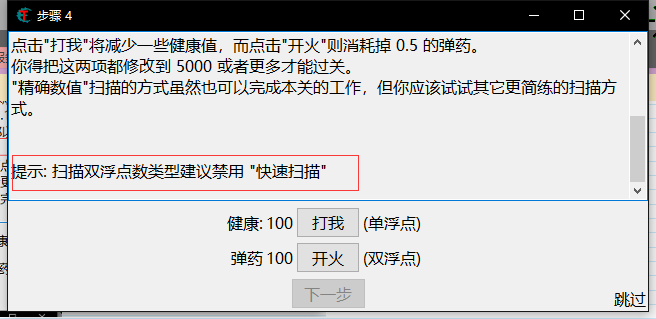 步骤 4
点击"打我"将减少一些健康值，而点击"开火"则消耗掉 0.5 的弹药。
你得把这两项都修改到 5000 或者更多才能过关。
"精确数值"扫描的方式虽然也可以完成本关的工作，但你应该试试其它更简练的扫描方
式。
提示: 扫描双浮点数类型建议禁用 "快速扫描"
健康: 100 打我 (单浮点)
弹药 100 开火 (双浮点)
下一步
跳过